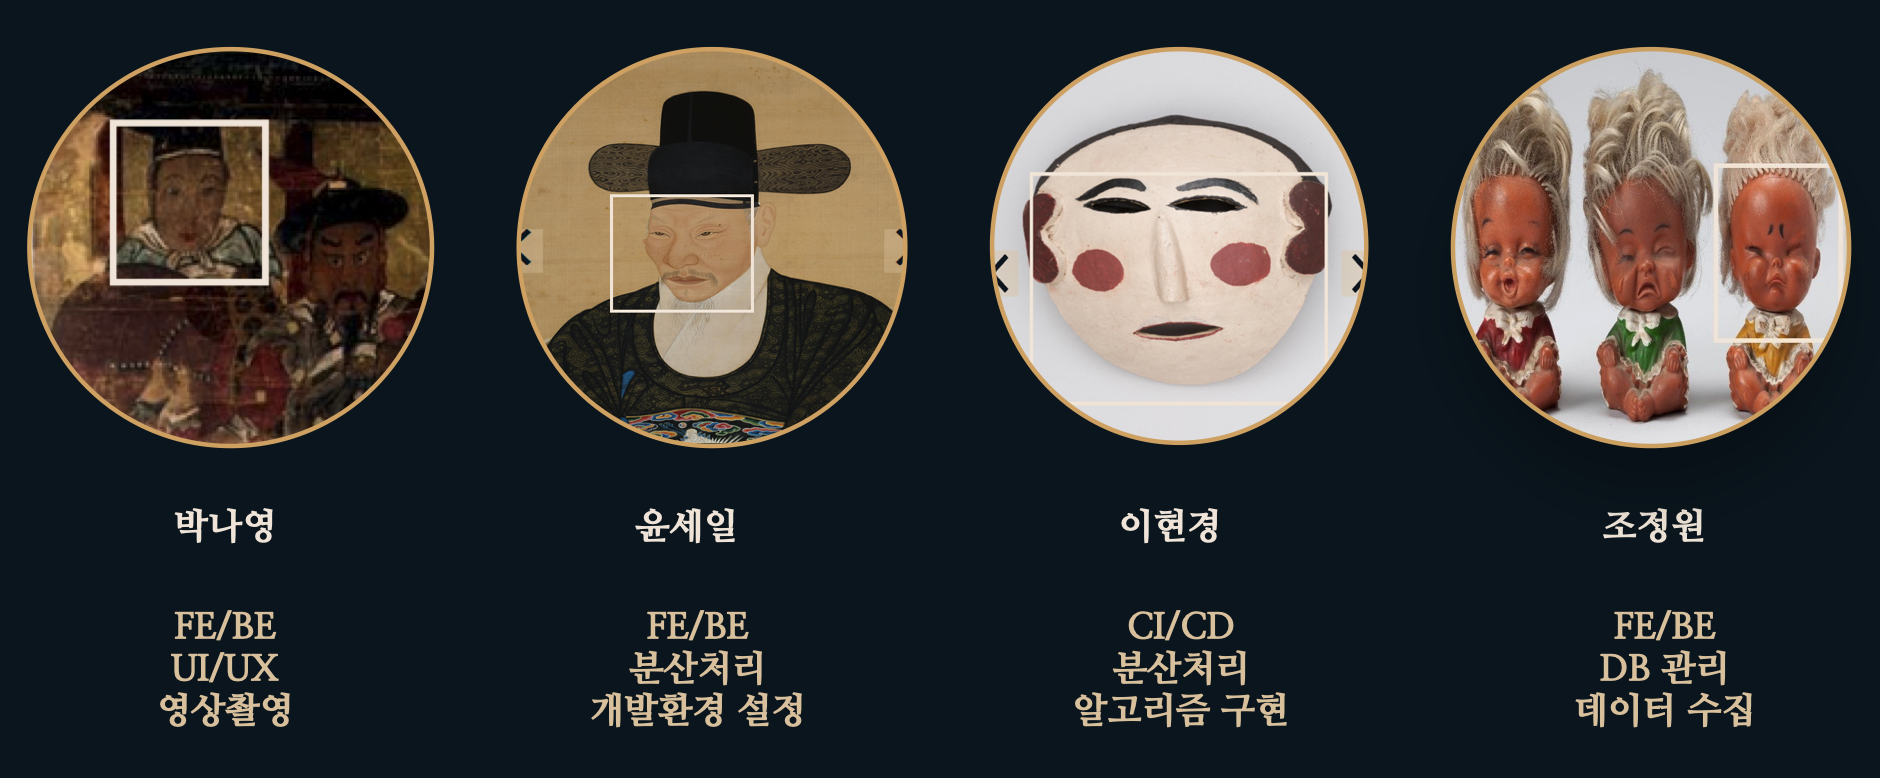 박나영
FE/BE
UI/UX
영상촬영
윤세일
FE/BE
분산처리
개발환경 설정
이현경
CI/CD
분산처리
알고리즘 구현
조정원
FE/BE
DB 관리
데이터 수집